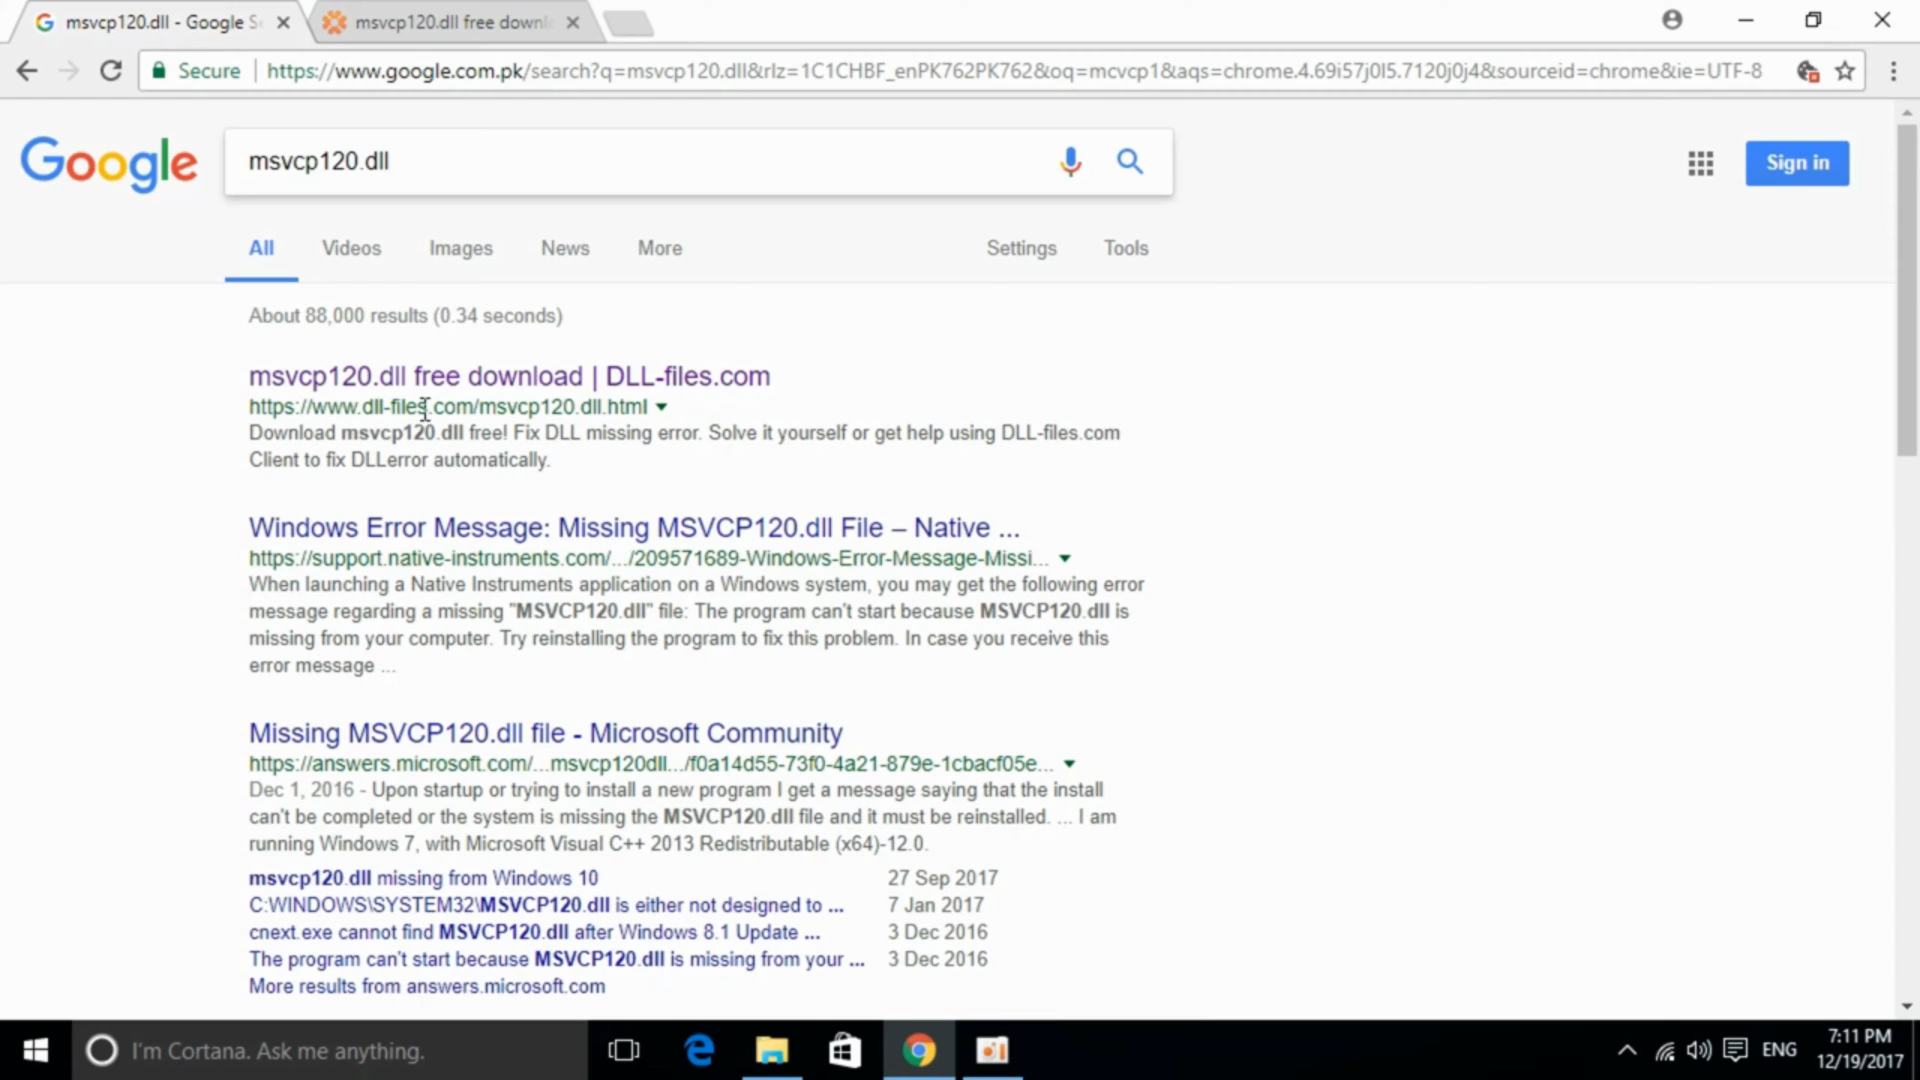 msvcp120.dll - Google S
msvcp120.dll free downl
Secure
https://www.google.com.pk/search?q=msvcp120.dll&rlz=1C1CHBF_enPK762PK762&oq=mcvcp1&aqs=chrome.4.69i57j0l5.7120j0j4&sourceid=chrome&ie=UTF-8
Google
msvcp120.dll
Sign in
All
Videos
Images
News
More
Settings
Tools
About 88,000 results (0.34 seconds)
msvcp120.dll free download | DLL-files.com
https://www.dll-files.com/msvcp120.dll.html
Download msvcp120.dll free! Fix DLL missing error. Solve it yourself or get help using DLL-files.com
Client to fix DLLerror automatically.
Windows Error Message: Missing MSVCP120.dll File – Native ...
https://support.native-instruments.com/.../209571689-Windows-Error-Message-Missi...
When launching a Native Instruments application on a Windows system, you may get the following error
message regarding a missing "MSVCP120.dll" file: The program can't start because MSVCP120.dll is
missing from your computer. Try reinstalling the program to fix this problem. In case you receive this
error message ...
Missing MSVCP120.dll file - Microsoft Community
https://answers.microsoft.com/...msvcp120dll.../f0a14d55-73f0-4a21-879e-1cbacf05e...
Dec 1, 2016 - Upon startup or trying to install a new program I get a message saying that the install
can't be completed or the system is missing the MSVCP120.dll file and it must be reinstalled. ... I am
running Windows 7, with Microsoft Visual C++ 2013 Redistributable (x64)-12.0.
msvcp120.dll missing from Windows 10 27 Sep 2017
C:\WINDOWS\SYSTEM32\MSVCP120.dll is either not designed to ... 7 Jan 2017
cnext.exe cannot find MSVCP120.dll after Windows 8.1 Update ... 3 Dec 2016
The program can't start because MSVCP120.dll is missing from your ... 3 Dec 2016
More results from answers.microsoft.com
I'm Cortana. Ask me anything.
ENG
7:11 PM
12/19/2017